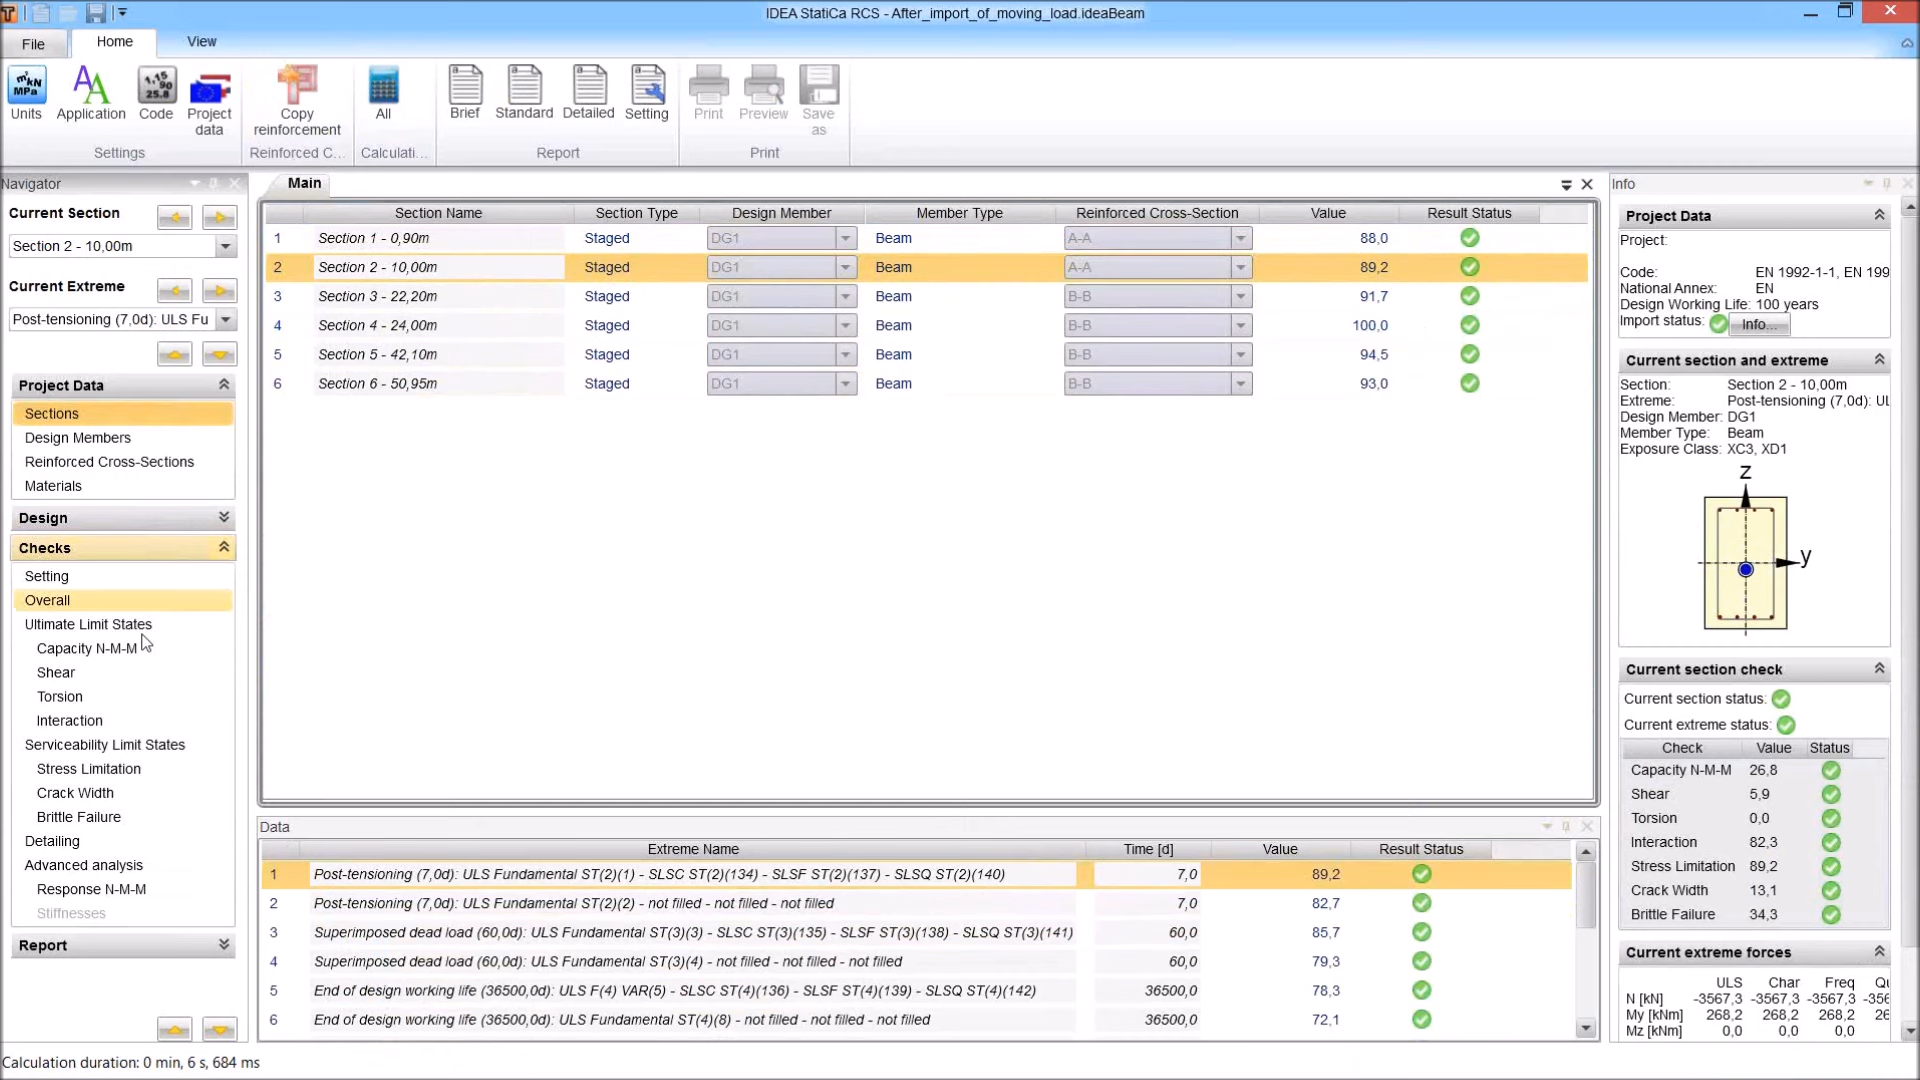 IDEA StatiCa RCS - After_import_of_moving_load.ideaBeam
File Home View
m² kN MPa
1,15 90 25.8
Units Application Code Project data Copy reinforcement All Brief Standard Detailed Setting Print Preview Save as
Settings Reinforced C... Calculati... Report Print
Navigator
Current Section
Section 2 - 10,00m
Current Extreme
Post-tensioning (7,0d): ULS Fu
Project Data
Sections
Design Members
Reinforced Cross-Sections
Materials
Design
Checks
Setting
Overall
Ultimate Limit States
Capacity N-M-M
Shear
Torsion
Interaction
Serviceability Limit States
Stress Limitation
Crack Width
Brittle Failure
Detailing
Advanced analysis
Response N-M-M
Stiffnesses
Report
Main
Section Name Section Type Design Member Member Type Reinforced Cross-Section Value Result Status
1 Section 1 - 0,90m Staged DG1 Beam A-A 88,0
2 Section 2 - 10,00m Staged DG1 Beam A-A 89,2
3 Section 3 - 22,20m Staged DG1 Beam B-B 91,7
4 Section 4 - 24,00m Staged DG1 Beam B-B 100,0
5 Section 5 - 42,10m Staged DG1 Beam B-B 94,5
6 Section 6 - 50,95m Staged DG1 Beam B-B 93,0
Data
Extreme Name Time [d] Value Result Status
1 Post-tensioning (7,0d): ULS Fundamental ST(2)(1) - SLSC ST(2)(134) - SLSF ST(2)(137) - SLSQ ST(2)(140) 7,0 89,2
2 Post-tensioning (7,0d): ULS Fundamental ST(2)(2) - not filled - not filled - not filled 7,0 82,7
3 Superimposed dead load (60,0d): ULS Fundamental ST(3)(3) - SLSC ST(3)(135) - SLSF ST(3)(138) - SLSQ ST(3)(141) 60,0 85,7
4 Superimposed dead load (60,0d): ULS Fundamental ST(3)(4) - not filled - not filled - not filled 60,0 79,3
5 End of design working life (36500,0d): ULS F(4) VAR(5) - SLSC ST(4)(136) - SLSF ST(4)(139) - SLSQ ST(4)(142) 36500,0 78,3
6 End of design working life (36500,0d): ULS Fundamental ST(4)(8) - not filled - not filled - not filled 36500,0 72,1
Info
Project Data
Project:
Code: EN 1992-1-1, EN 199
National Annex: EN
Design Working Life: 100 years
Import status: Info...
Current section and extreme
Section: Section 2 - 10,00m
Extreme: Post-tensioning (7,0d): UL
Design Member: DG1
Member Type: Beam
Exposure Class: XC3, XD1
z
y
Current section check
Current section status:
Current extreme status:
Check Value Status
Capacity N-M-M 26,8
Shear 5,9
Torsion 0,0
Interaction 82,3
Stress Limitation 89,2
Crack Width 13,1
Brittle Failure 34,3
Current extreme forces
ULS Char Freq Qu
N [kN] -3567,3 -3567,3 -3567,3 -356
My [kNm] 268,2 268,2 268,2 26
Mz [kNm] 0,0 0,0 0,0
Calculation duration: 0 min, 6 s, 684 ms